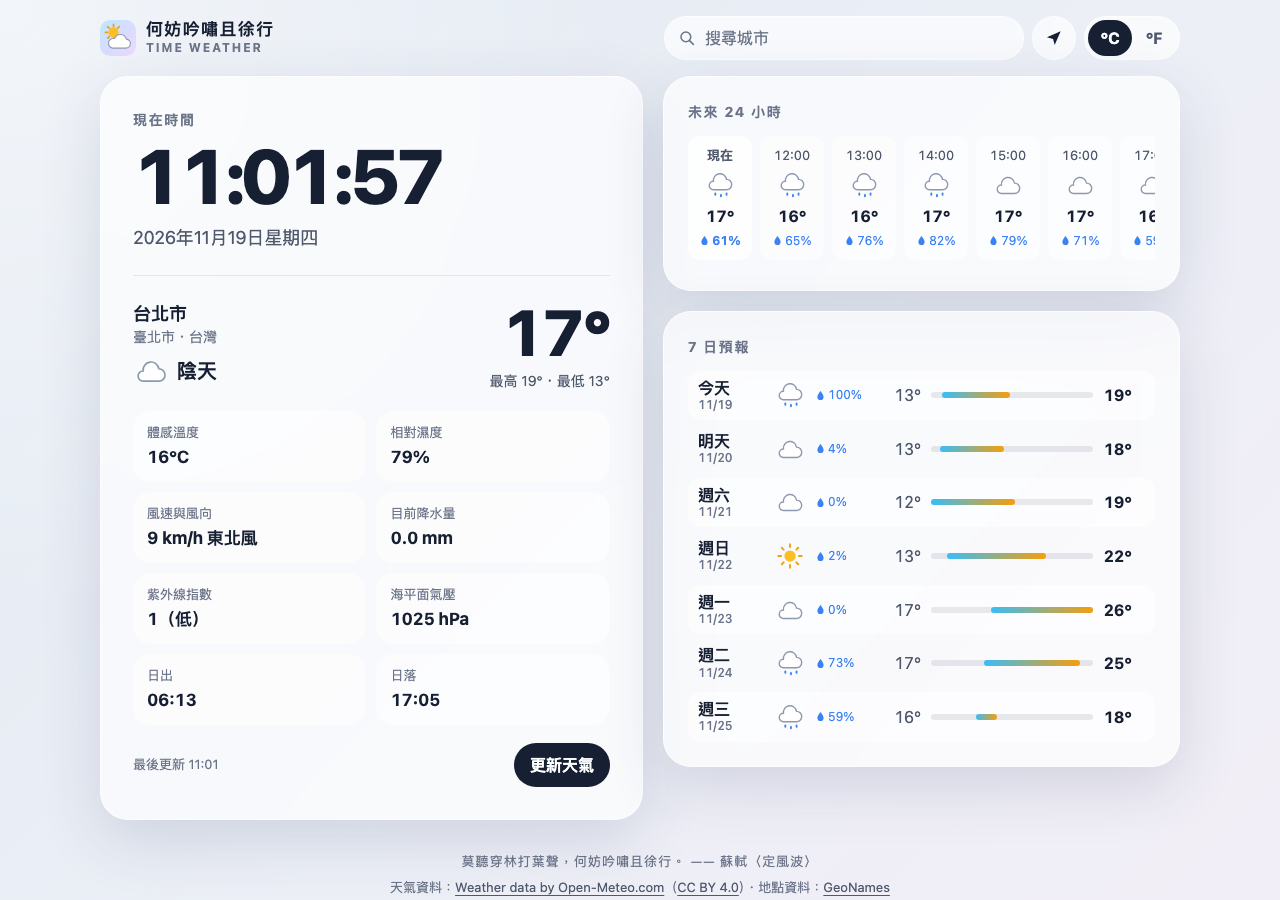 何妨吟嘯且徐行
TIME WEATHER
搜尋城市
°C
°F
現在時間
11:01:57
2026年11月19日星期四
台北市
臺北市・台灣
陰天
17°
最高 19°・最低 13°
體感溫度
16°C
相對濕度
79%
風速與風向
9 km/h 東北風
目前降水量
0.0 mm
紫外線指數
1（低）
海平面氣壓
1025 hPa
日出
06:13
日落
17:05
最後更新 11:01
更新天氣
未來 24 小時
現在 12:00 13:00 14:00 15:00 16:00
17° 16° 16° 17° 17° 17°
61% 65% 76% 82% 79% 71%
7 日預報
今天
11/19
100% 13° 19°
明天
11/20
4% 13° 18°
週六
11/21
0% 12° 19°
週日
11/22
2% 13° 22°
週一
11/23
0% 17° 26°
週二
11/24
73% 17° 25°
週三
11/25
59% 16° 18°
莫聽穿林打葉聲，何妨吟嘯且徐行。 —— 蘇軾〈定風波〉
天氣資料：Weather data by Open-Meteo.com（CC BY 4.0）・地點資料：GeoNames